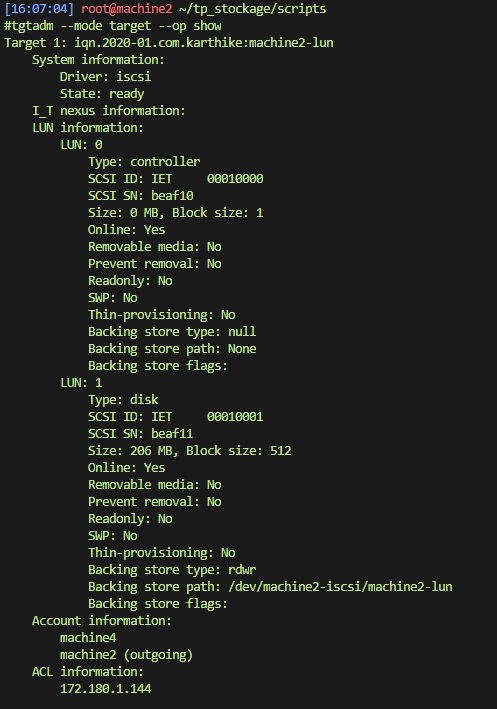 [16:07:04] root@machine2 ~/tp_stockage/scripts
#tgtadm --mode target --op show
Target 1: iqn.2020-01.com.karthike:machine2-lun
    System information:
        Driver: iscsi
        State: ready
    I_T nexus information:
    LUN information:
        LUN: 0
            Type: controller
            SCSI ID: IET     00010000
            SCSI SN: beaf10
            Size: 0 MB, Block size: 1
            Online: Yes
            Removable media: No
            Prevent removal: No
            Readonly: No
            SWP: No
            Thin-provisioning: No
            Backing store type: null
            Backing store path: None
            Backing store flags:
        LUN: 1
            Type: disk
            SCSI ID: IET     00010001
            SCSI SN: beaf11
            Size: 206 MB, Block size: 512
            Online: Yes
            Removable media: No
            Prevent removal: No
            Readonly: No
            SWP: No
            Thin-provisioning: No
            Backing store type: rdwr
            Backing store path: /dev/machine2-iscsi/machine2-lun
            Backing store flags:
    Account information:
        machine4
        machine2 (outgoing)
    ACL information:
        172.180.1.144